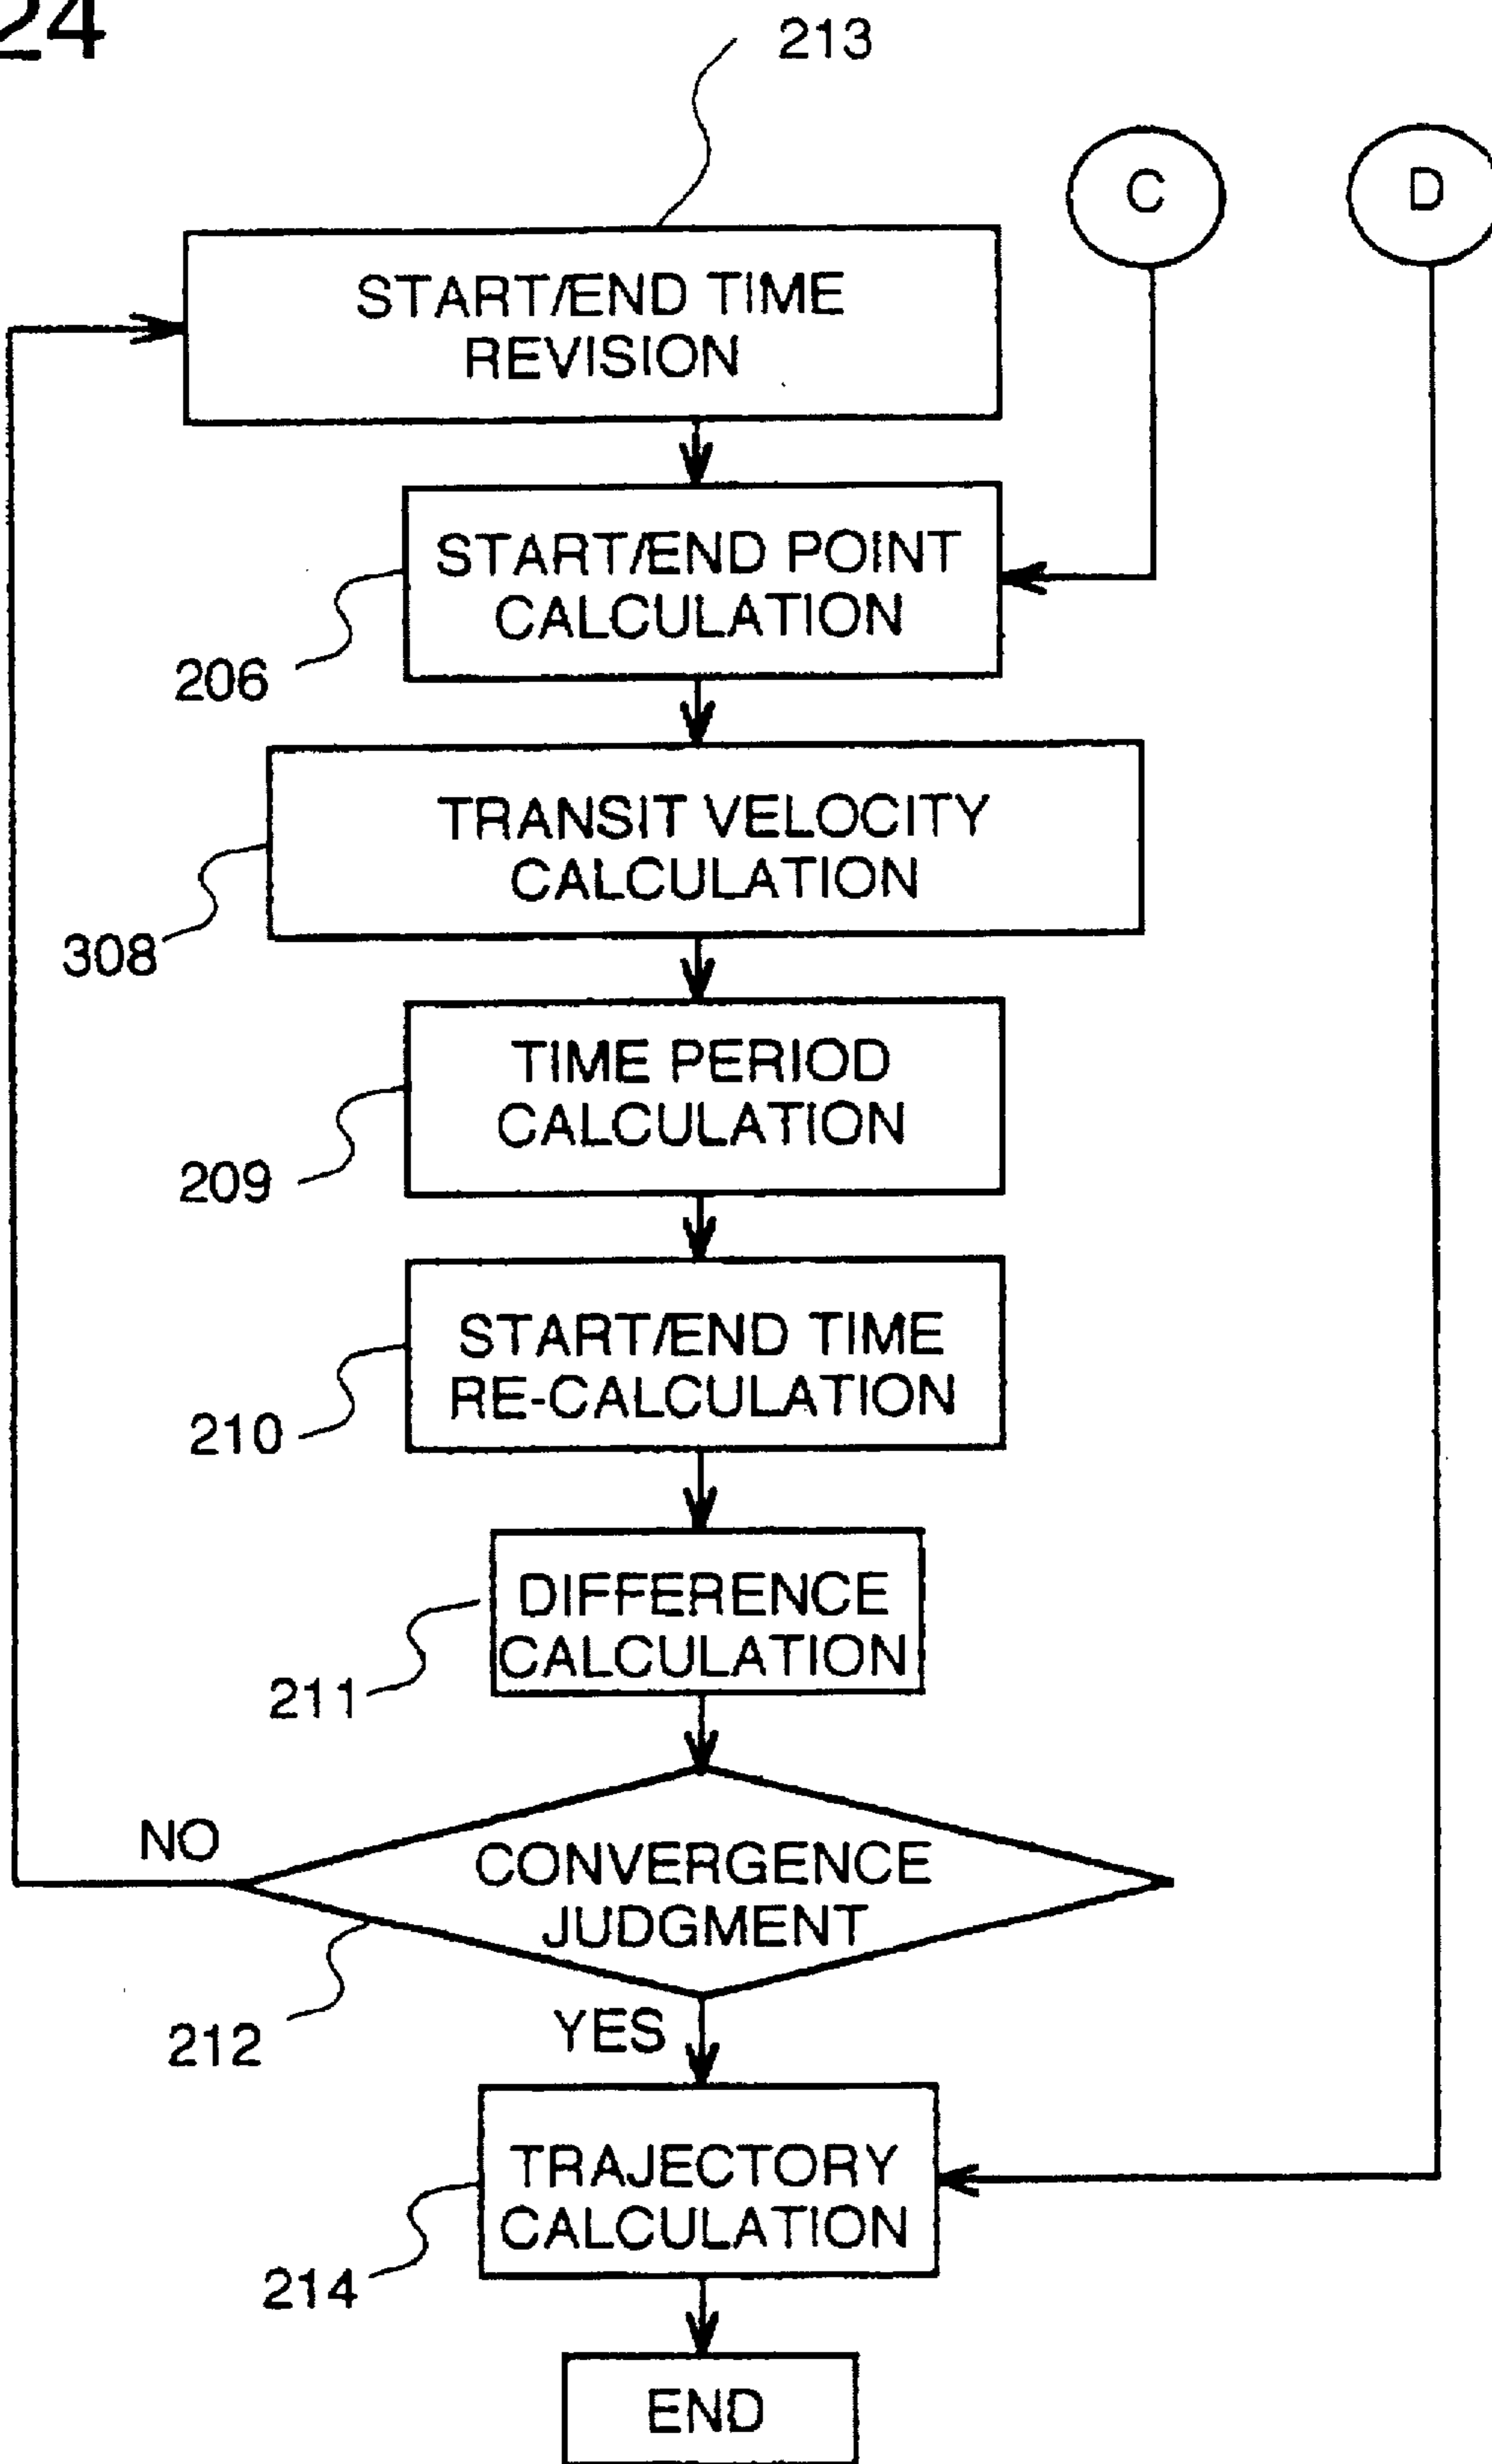 24
213
C
D
START/END TIME
REVISION
START/END POINT
CALCULATION
206
TRANSIT VELOCITY
CALCULATION
308
TIME PERIOD
CALCULATION
209
START/END TIME
RE-CALCULATION
210
DIFFERENCE
CALCULATION
211
NO
CONVERGENCE
JUDGMENT
212
YES
TRAJECTORY
CALCULATION
214
END